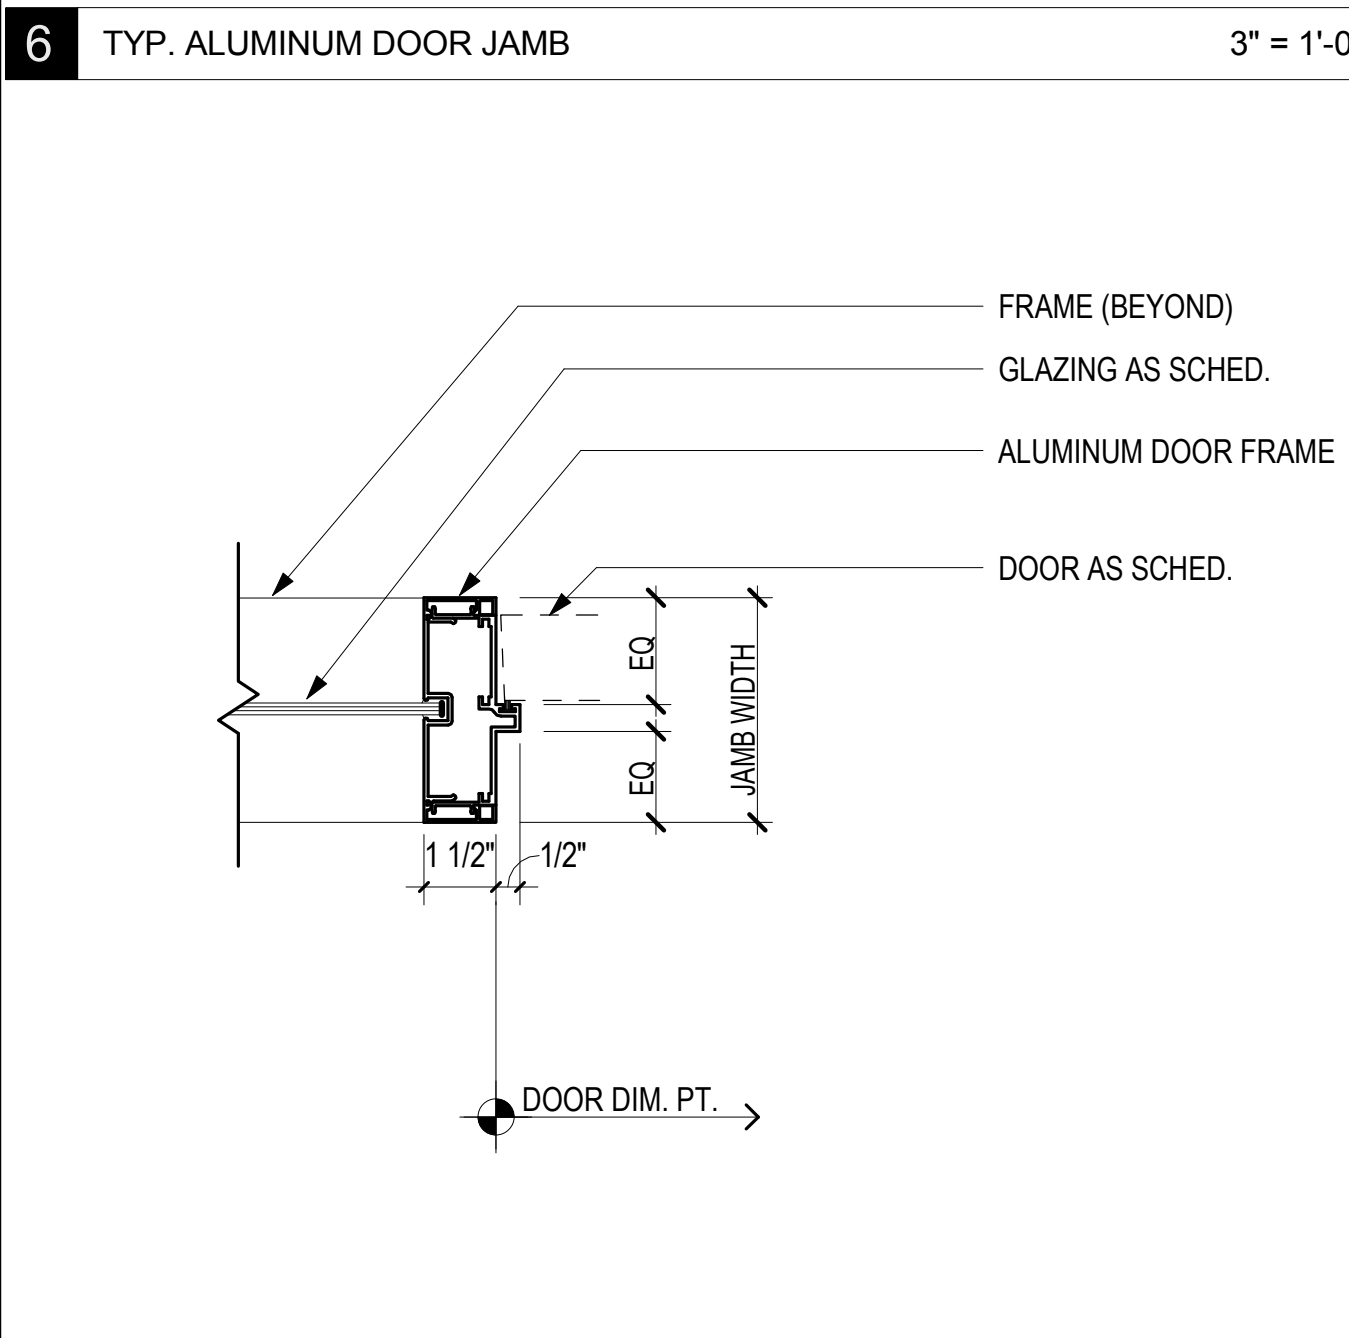 6 TYP. ALUMINUM DOOR JAMB 3" = 1'-0
FRAME (BEYOND)
GLAZING AS SCHED.
ALUMINUM DOOR FRAME
DOOR AS SCHED.
EQ
JAMB WIDTH
EQ
1 1/2"
1/2"
DOOR DIM. PT.